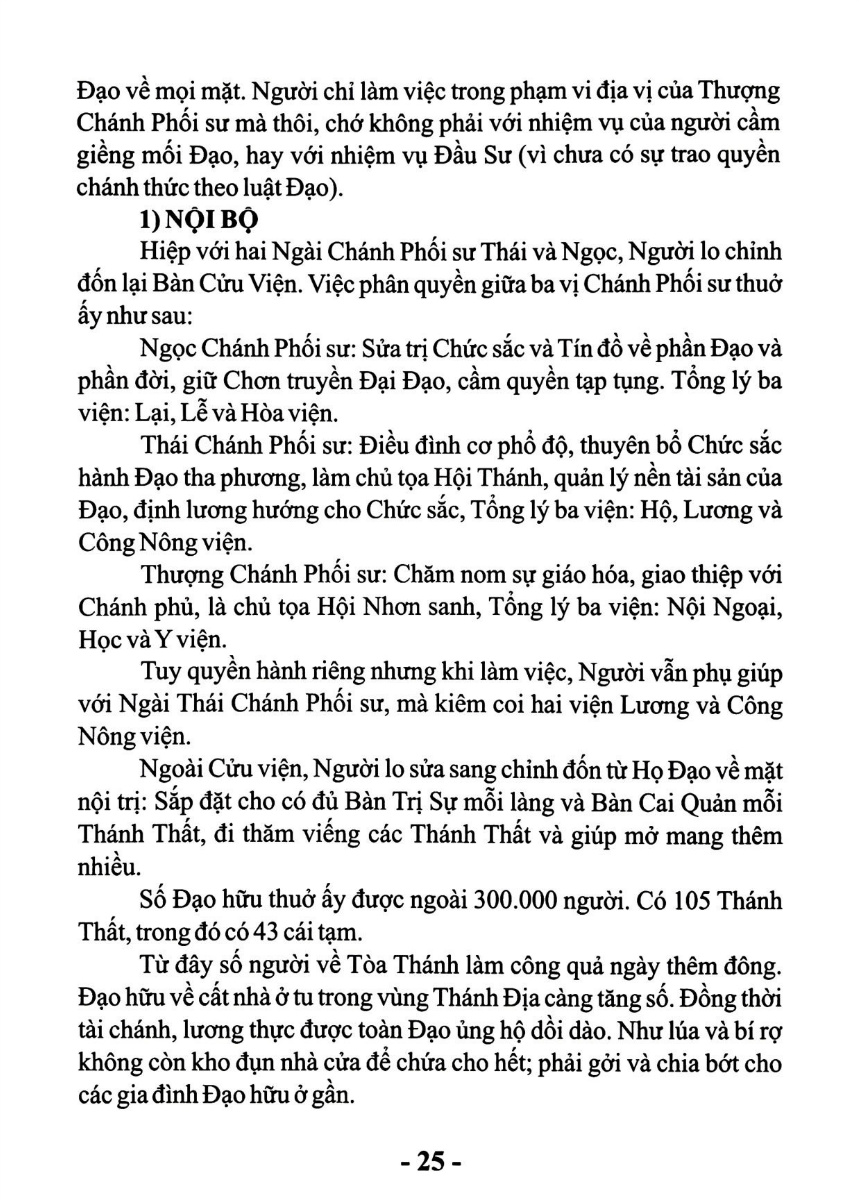 Đạo về mọi mặt. Người chỉ làm việc trong phạm vi địa vị của Thượng
Chánh Phối sư mà thôi, chớ không phải với nhiệm vụ của người cầm
giềng mối Đạo, hay với nhiệm vụ Đầu Sư (vì chưa có sự trao quyền
chánh thức theo luật Đạo).
1) NỘI BỘ
Hiệp với hai Ngài Chánh Phối sư Thái và Ngọc, Người lo chỉnh
đốn lại Bàn Cửu Viện. Việc phân quyền giữa ba vị Chánh Phối sư thuở
ấy như sau:
Ngọc Chánh Phối sư: Sửa trị Chức sắc và Tín đồ về phần Đạo và
phần đời, giữ Chơn truyền Đại Đạo, cầm quyền tạp tụng. Tổng lý ba
viện: Lại, Lễ và Hòa viện.
Thái Chánh Phối sư: Điều đình cơ phổ độ, thuyên bổ Chức sắc
hành Đạo tha phương, làm chủ tọa Hội Thánh, quản lý nền tài sản của
Đạo, định lương hướng cho Chức sắc, Tổng lý ba viện: Hộ, Lương và
Công Nông viện.
Thượng Chánh Phối sư: Chăm nom sự giáo hóa, giao thiệp với
Chánh phủ, là chủ tọa Hội Nhơn sanh, Tổng lý ba viện: Nội Ngoại,
Học và Y viện.
Tuy quyền hành riêng nhưng khi làm việc, Người vẫn phụ giúp
với Ngài Thái Chánh Phối sư, mà kiêm coi hai viện Lương và Công
Nông viện.
Ngoài Cửu viện, Người lo sửa sang chỉnh đốn từ Họ Đạo về mặt
nội trị: Sắp đặt cho có đủ Bàn Trị Sự mỗi làng và Bàn Cai Quản mỗi
Thánh Thất, đi thăm viếng các Thánh Thất và giúp mở mang thêm
nhiều.
Số Đạo hữu thuở ấy được ngoài 300.000 người. Có 105 Thánh
Thất, trong đó có 43 cái tạm.
Từ đây số người về Tòa Thánh làm công quả ngày thêm đông.
Đạo hữu về cất nhà ở tu trong vùng Thánh Địa càng tăng số. Đồng thời
tài chánh, lương thực được toàn Đạo ủng hộ dồi dào. Như lúa và bí rợ
không còn kho đụn nhà cửa để chứa cho hết; phải gởi và chia bớt cho
các gia đình Đạo hữu ở gần.
- 25 -